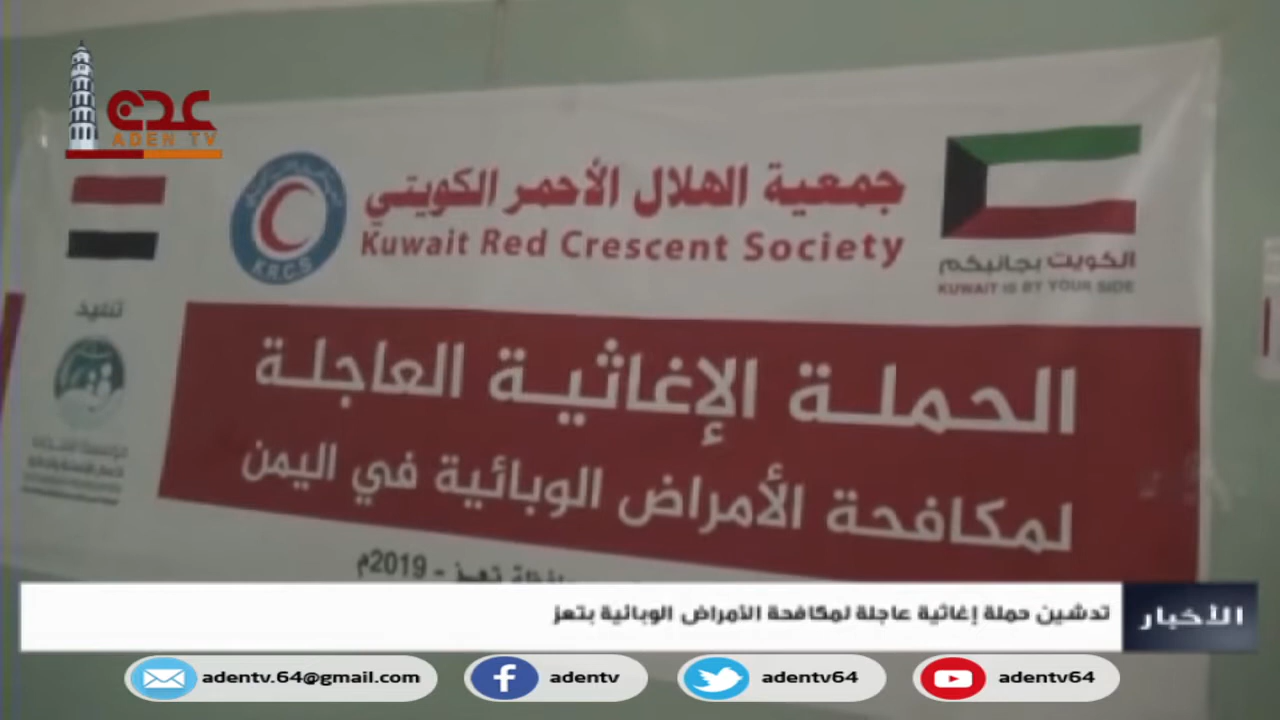 عدن
ADEN TV
جمعية الهلال الأحمر الكويتي
Kuwait Red Crescent Society
K.R.C.S
الكويت بجانبكم
KUWAIT IS BY YOUR SIDE
تنفيذ
الحملة الإغاثية العاجلة
لمكافحة الأمراض الوبائية في اليمن
تعز - 2019م
الأخبار
تدشين حملة إغاثية عاجلة لمكافحة الأمراض الوبائية بتعز
adentv.64@gmail.com
adentv
adentv64
adentv64